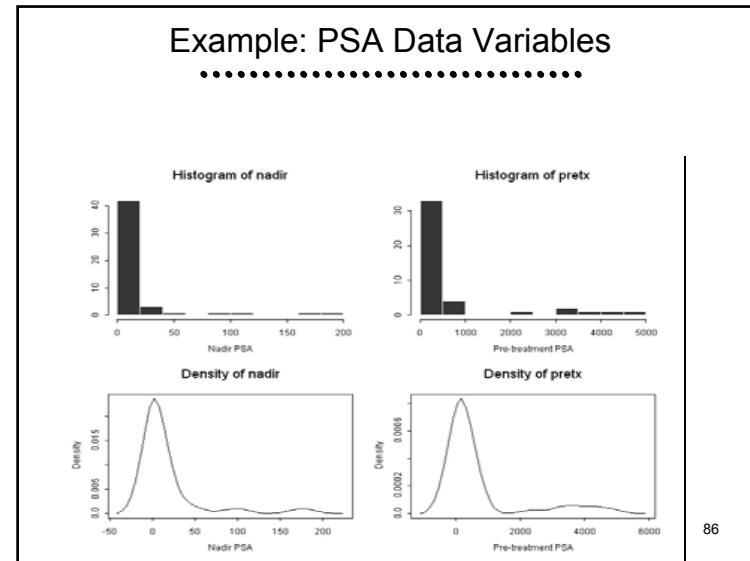 Example: PSA Data Variables
Histogram of nadir
40
30
20
10
0
0 50 100 150 200
Nadir PSA
Histogram of pretx
30
20
10
0
0 1000 2000 3000 4000 5000
Pre-treatment PSA
Density of nadir
Density
0.015
0.005
0.0
-50 0 50 100 150 200
Nadir PSA
Density of pretx
Density
0.0006
0.0002
0.0
0 2000 4000 6000
Pre-treatment PSA
86